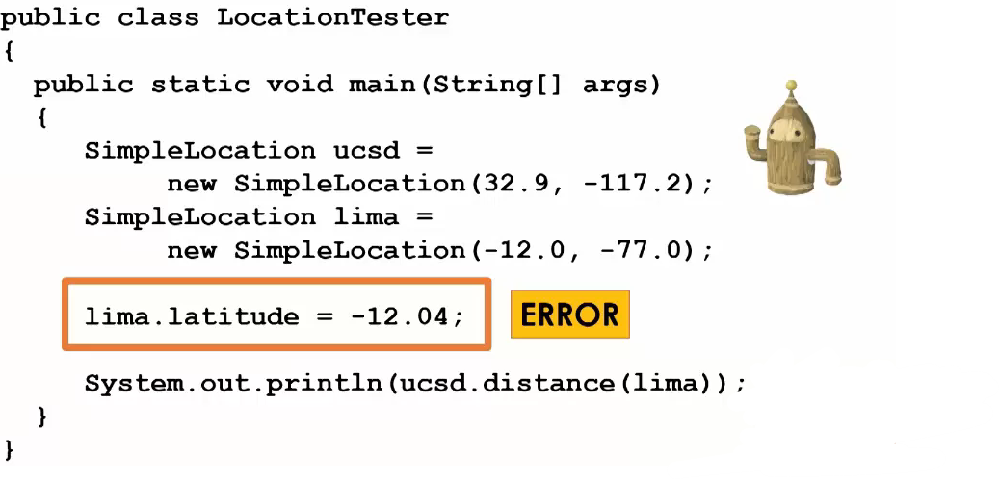 public class LocationTester
{
public static void main(String[] args)
{
SimpleLocation ucsd =
new SimpleLocation(32.9, -117.2);
SimpleLocation lima =
new SimpleLocation(-12.0, -77.0);
lima.latitude = -12.04; ERROR
System.out.println(ucsd.distance(lima));
}
}